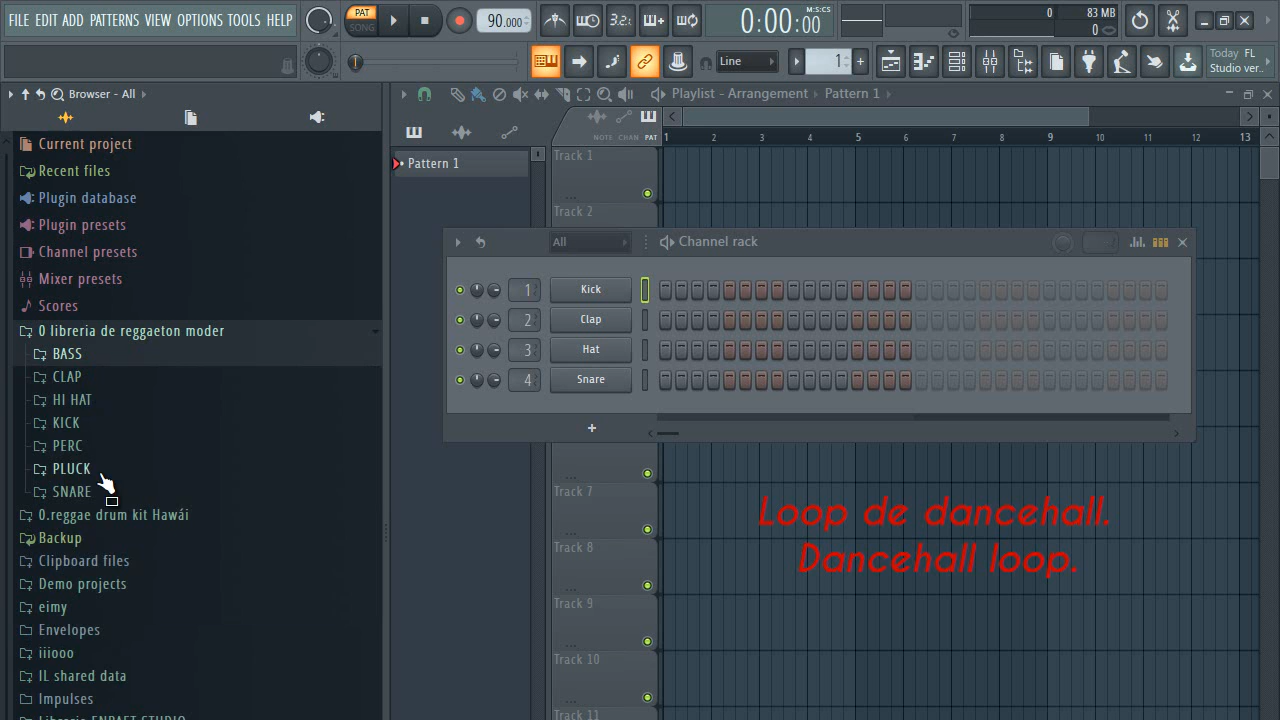 FILE EDIT ADD PATTERNS VIEW OPTIONS TOOLS HELP
PAT
SONG
90.000
3.2
M:S:CS
0:00:00
0
83 MB
0
Line
1
Today FL
Studio ver..
Browser - All
Playlist - Arrangement
Pattern 1
NOTE CHAN PAT
1 2 3 4 5 6 7 8 9 10 11 12 13
Current project
Recent files
Plugin database
Plugin presets
Channel presets
Mixer presets
Scores
0 libreria de reggaeton moder
BASS
CLAP
HI HAT
KICK
PERC
PLUCK
SNARE
0.reggae drum kit Hawái
Backup
Clipboard files
Demo projects
eimy
Envelopes
iiiooo
IL shared data
Impulses
Pattern 1
Track 1
Track 2
All
Channel rack
1 Kick
2 Clap
3 Hat
4 Snare
Track 7
Track 8
Track 9
Track 10
Track 11
Loop de dancehall.
Dancehall loop.